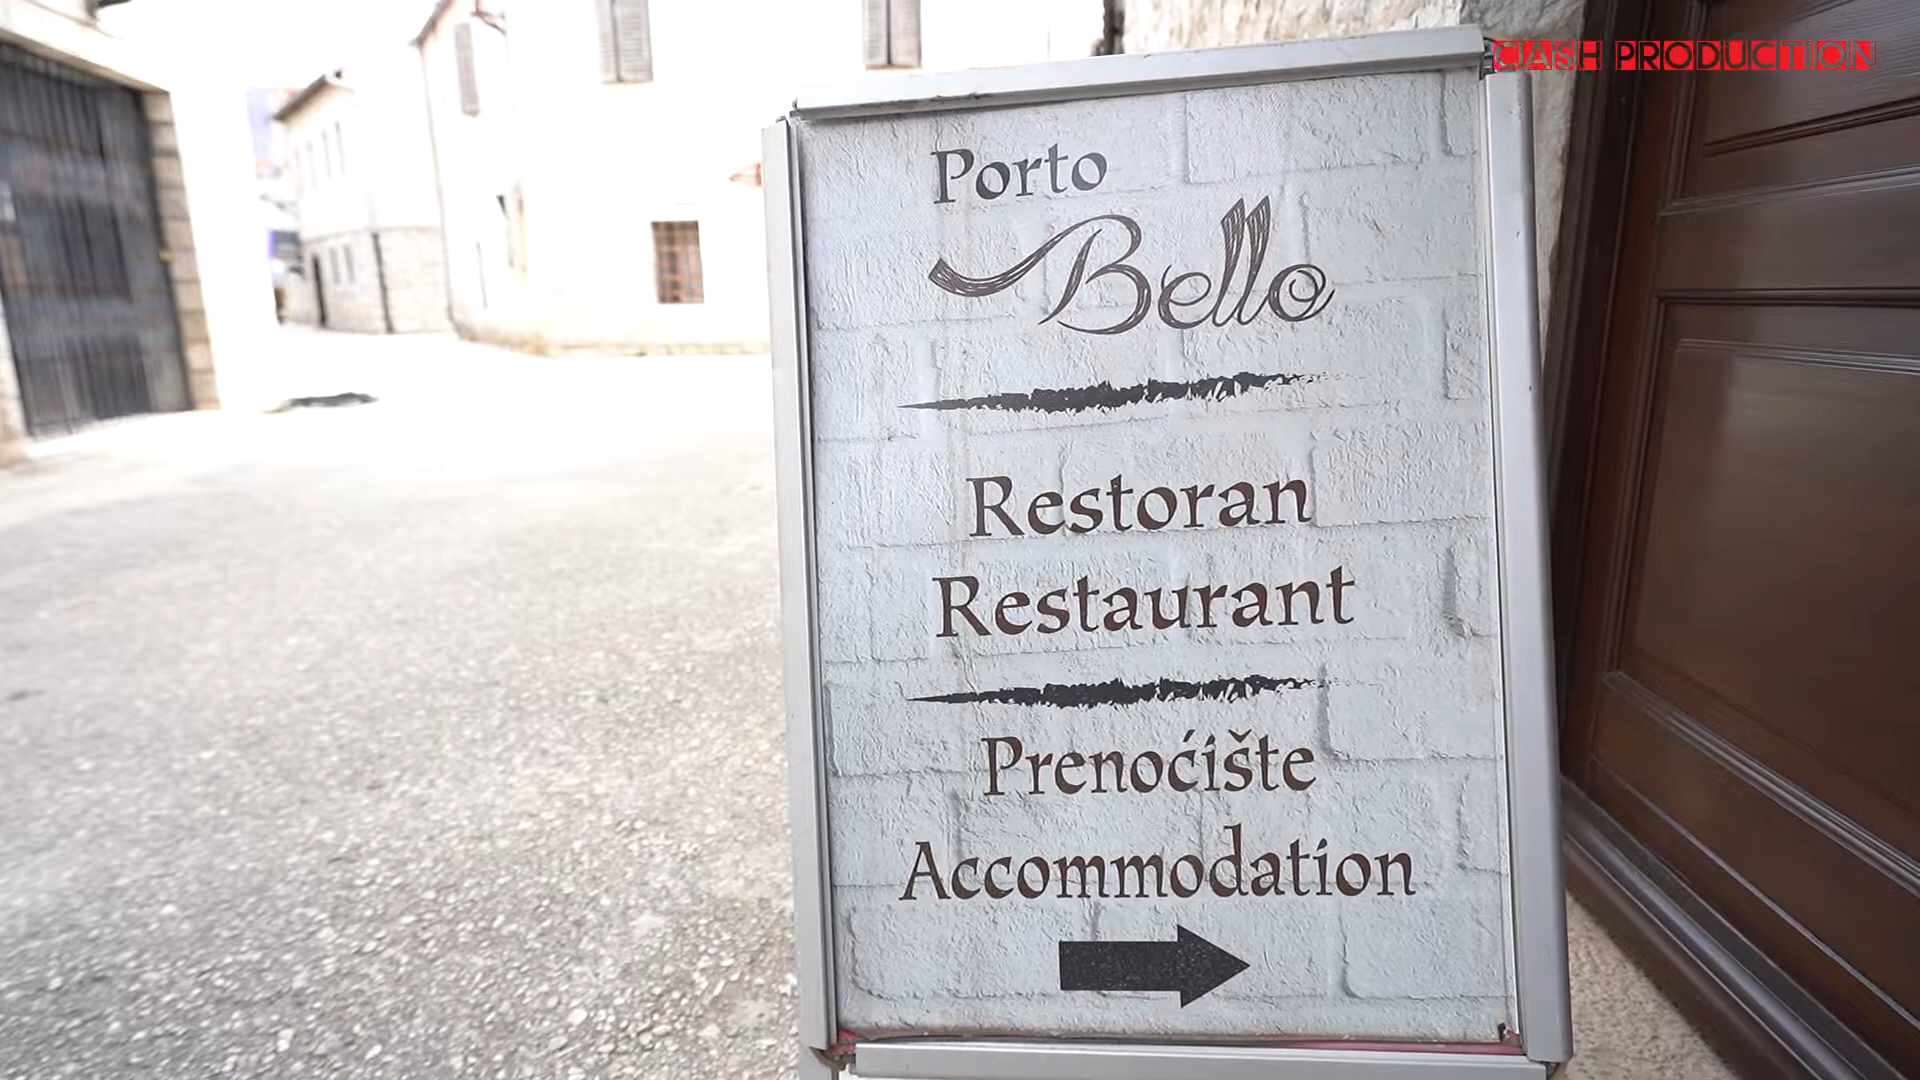 CASH PRODUCTION
Porto
Bello
Restoran
Restaurant
Prenoćište
Accommodation